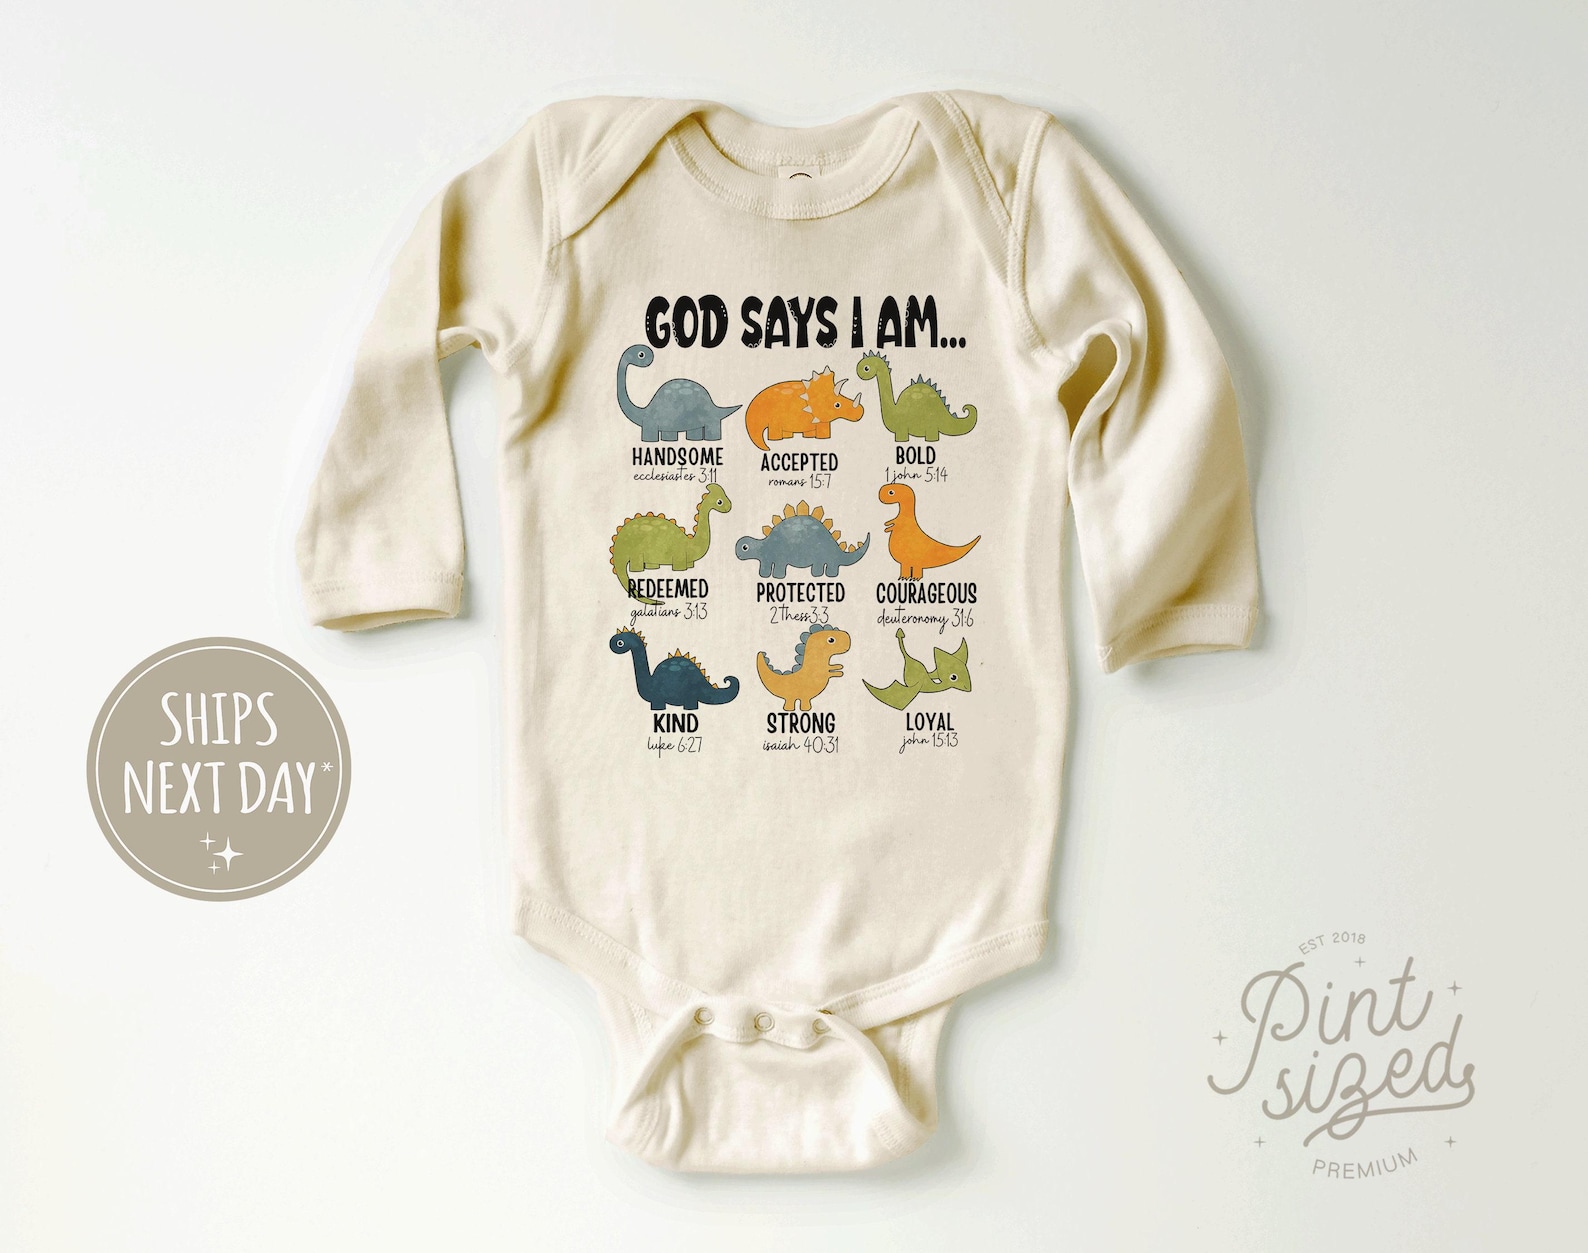 GOD SAYS I AM...
HANDSOME
ecclesiastes 3:11
ACCEPTED
romans 15:7
BOLD
1 john 5:14
REDEEMED
galatians 3:13
PROTECTED
2 thess 3:3
COURAGEOUS
deuteronomy 31:6
KIND
luke 6:27
STRONG
isaiah 40:31
LOYAL
john 15:13
SHIPS
NEXT DAY*
EST 2018
Pint
sized
PREMIUM